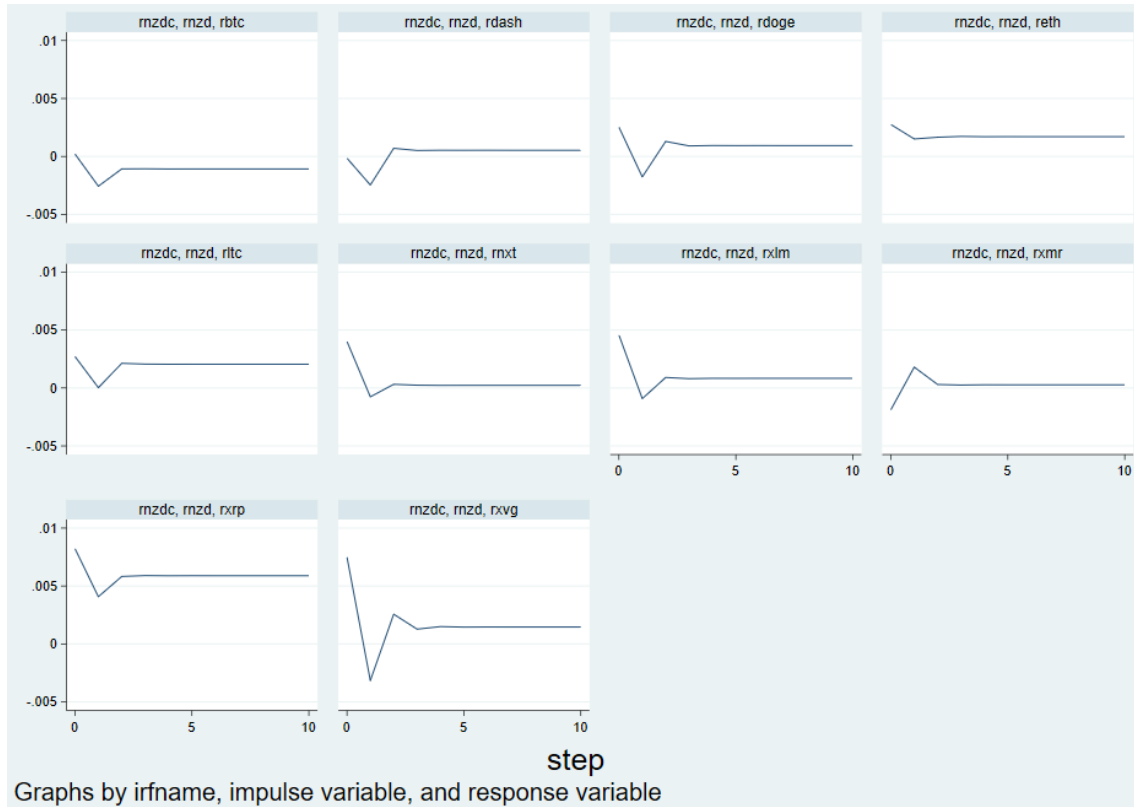 rnzdc, rnzd, rbtc
rnzdc, rnzd, rdash
rnzdc, rnzd, rdoge
rnzdc, rnzd, reth
.01
.005
0
-.005
rnzdc, rnzd, rltc
rnzdc, rnzd, rnxt
rnzdc, rnzd, rxlm
rnzdc, rnzd, rxmr
.01
.005
0
-.005
0 5 10
0 5 10
rnzdc, rnzd, rxrp
rnzdc, rnzd, rxvg
.01
.005
0
-.005
0 5 10
0 5 10
step
Graphs by irfname, impulse variable, and response variable